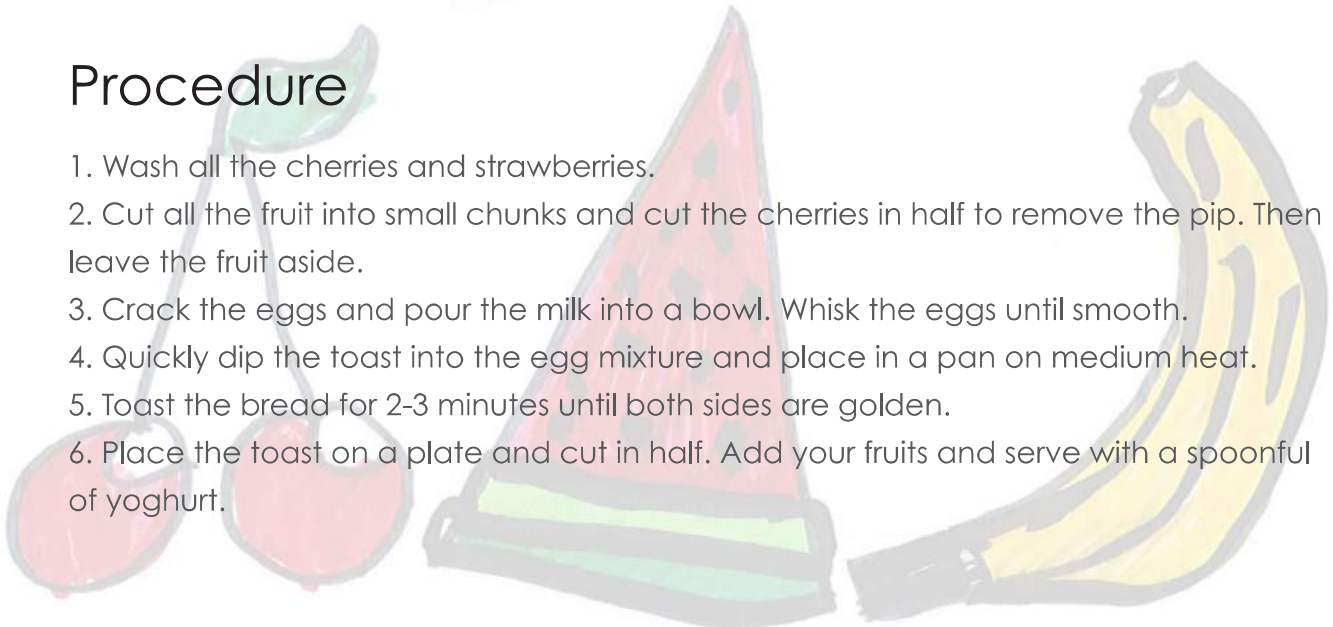 Procedure
1. Wash all the cherries and strawberries.
2. Cut all the fruit into small chunks and cut the cherries in half to remove the pip. Then
leave the fruit aside.
3. Crack the eggs and pour the milk into a bowl. Whisk the eggs until smooth.
4. Quickly dip the toast into the egg mixture and place in a pan on medium heat.
5. Toast the bread for 2-3 minutes until both sides are golden.
6. Place the toast on a plate and cut in half. Add your fruits and serve with a spoonful
of yoghurt.